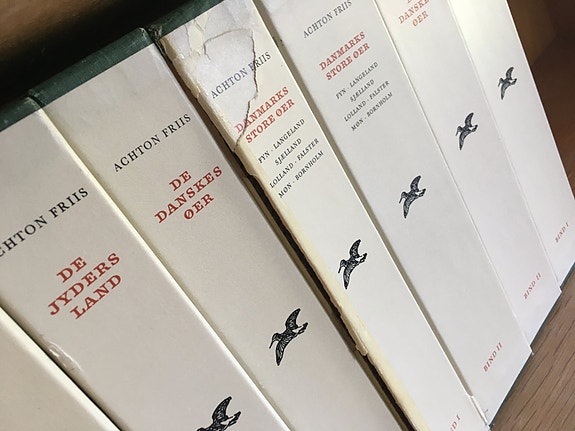 ACHTON FRIIS
DE
JYDERS
LAND
ACHTON FRIIS
DE
DANSKES
ØER
ACHTON FRIIS
DANMARKS
STORE ØER
FYN · LANGELAND
SJÆLLAND
LOLLAND · FALSTER
MØN · BORNHOLM
BIND I
ACHTON FRIIS
DANMARKS
STORE ØER
FYN · LANGELAND
SJÆLLAND
LOLLAND · FALSTER
MØN · BORNHOLM
BIND II
DANSKES
ØER
BIND II
BIND I